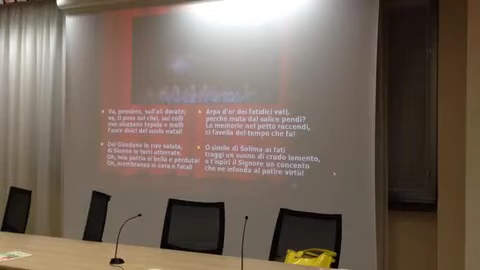 Va, pensiero, sull'ali dorate;
va, ti posa sui clivi, sui colli
ove olezzano tepide e molli
l'aure dolci del suolo natal!
Del Giordano le rive saluta,
di Sionne le torri atterrate.
Oh, mia patria sì bella e perduta!
Oh, membranza sì cara e fatal!
Arpa d'or dei fatidici vati,
perché muta dal salice pendi?
Le memorie nel petto raccendi,
ci favella del tempo che fu!
O simile di Solima ai fati
traggi un suono di crudo lamento,
o t'ispiri il Signore un concento
che ne infonda al patire virtù!